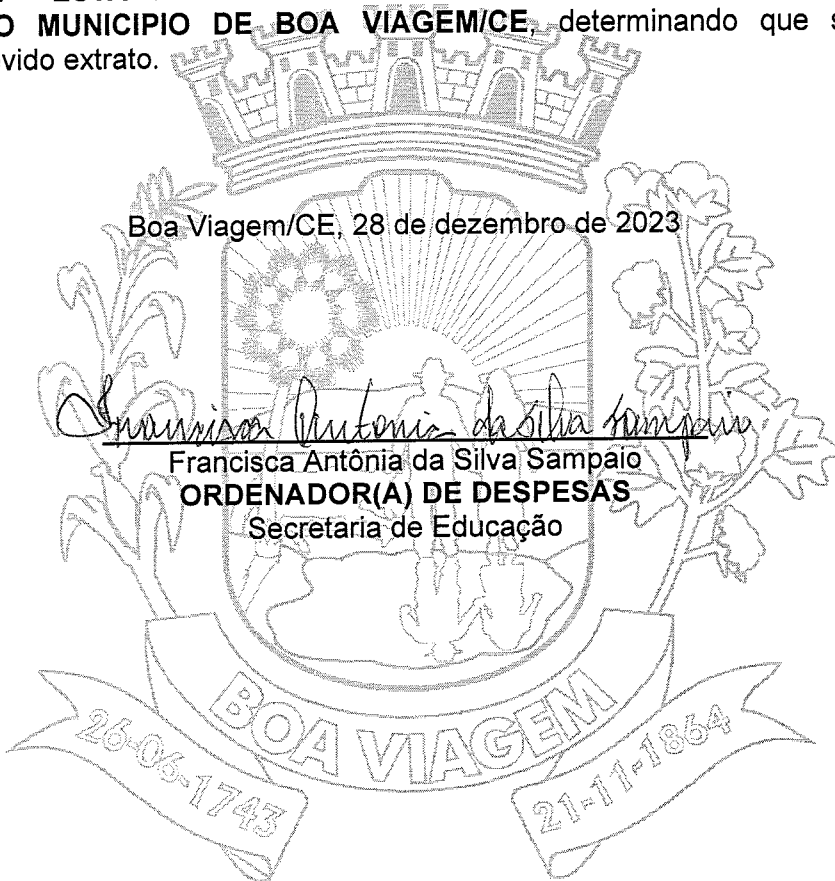 O MUNICIPIO DE BOA VIAGEM/CE, determinando que s
vido extrato.
Boa Viagem/CE, 28 de dezembro de 2023
Francisca Antonia da Silva Sampaio
Francisca Antônia da Silva Sampaio
ORDENADOR(A) DE DESPESAS
Secretaria de Educação
BOA VIAGEM
26-06-1743
21-11-1864